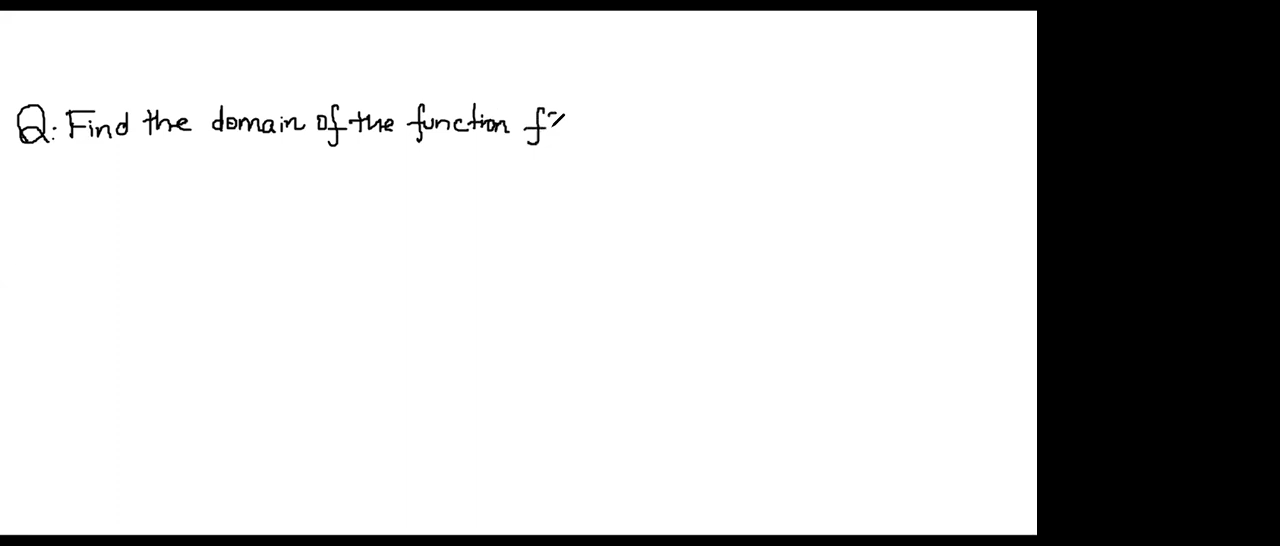 Q: Find the domain of the function f